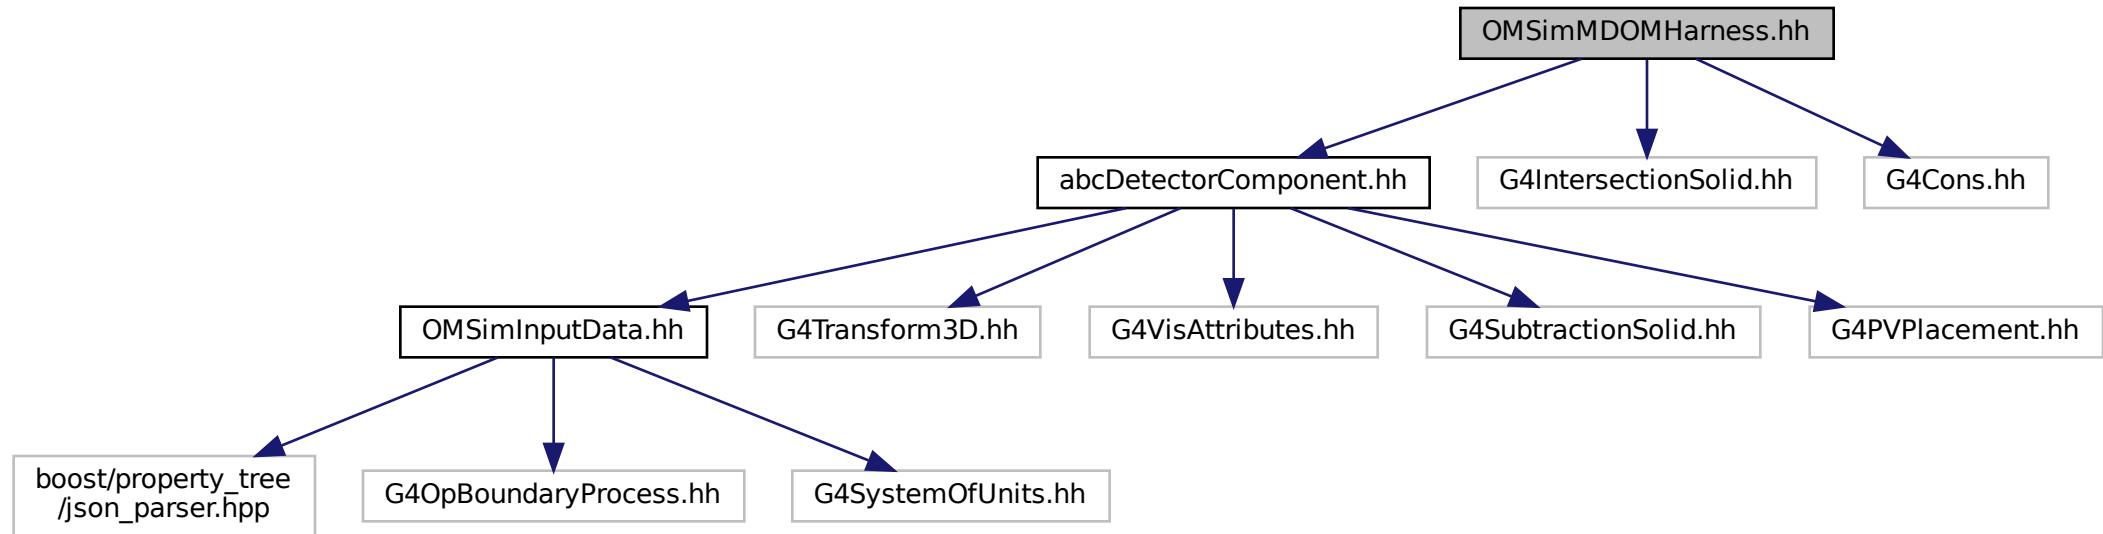 OMSimMDOMHarness.hh
abcDetectorComponent.hh
G4IntersectionSolid.hh
G4Cons.hh
OMSimInputData.hh
G4Transform3D.hh
G4VisAttributes.hh
G4SubtractionSolid.hh
G4PVPlacement.hh
boost/property_tree
/json_parser.hpp
G4OpBoundaryProcess.hh
G4SystemOfUnits.hh